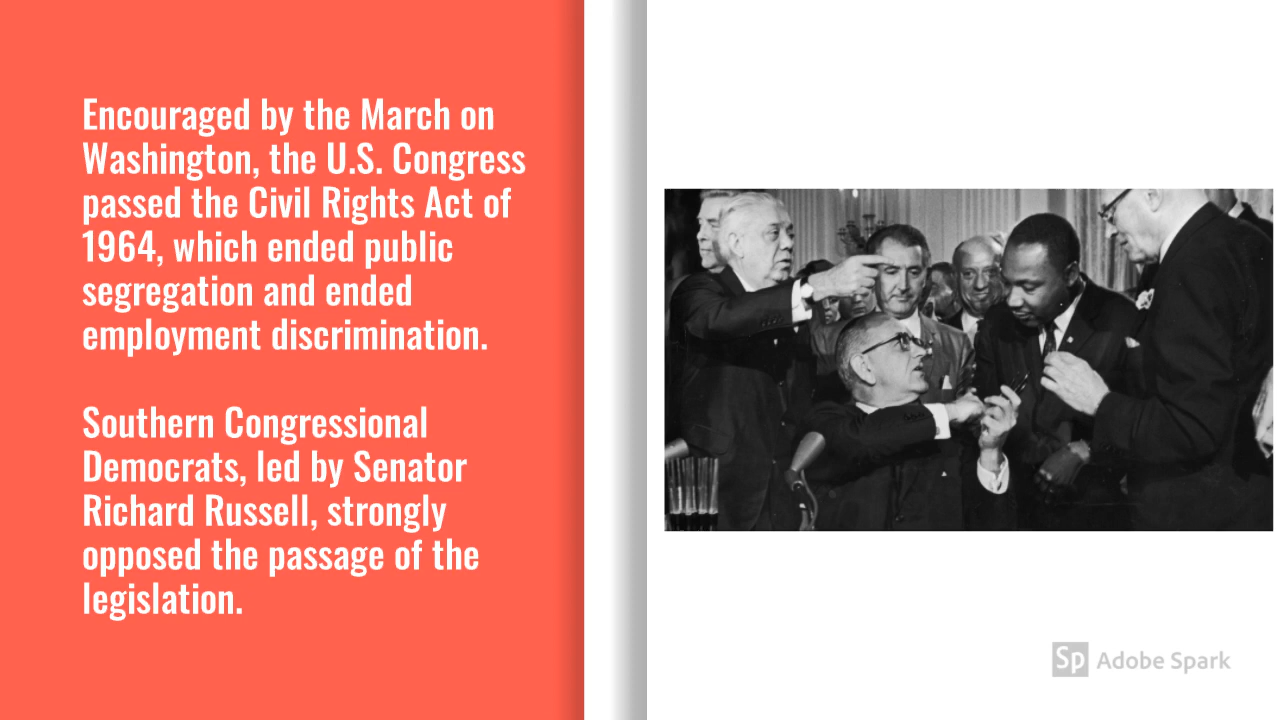 Encouraged by the March on
Washington, the U.S. Congress
passed the Civil Rights Act of
1964, which ended public
segregation and ended
employment discrimination.
Southern Congressional
Democrats, led by Senator
Richard Russell, strongly
opposed the passage of the
legislation.
Sp Adobe Spark